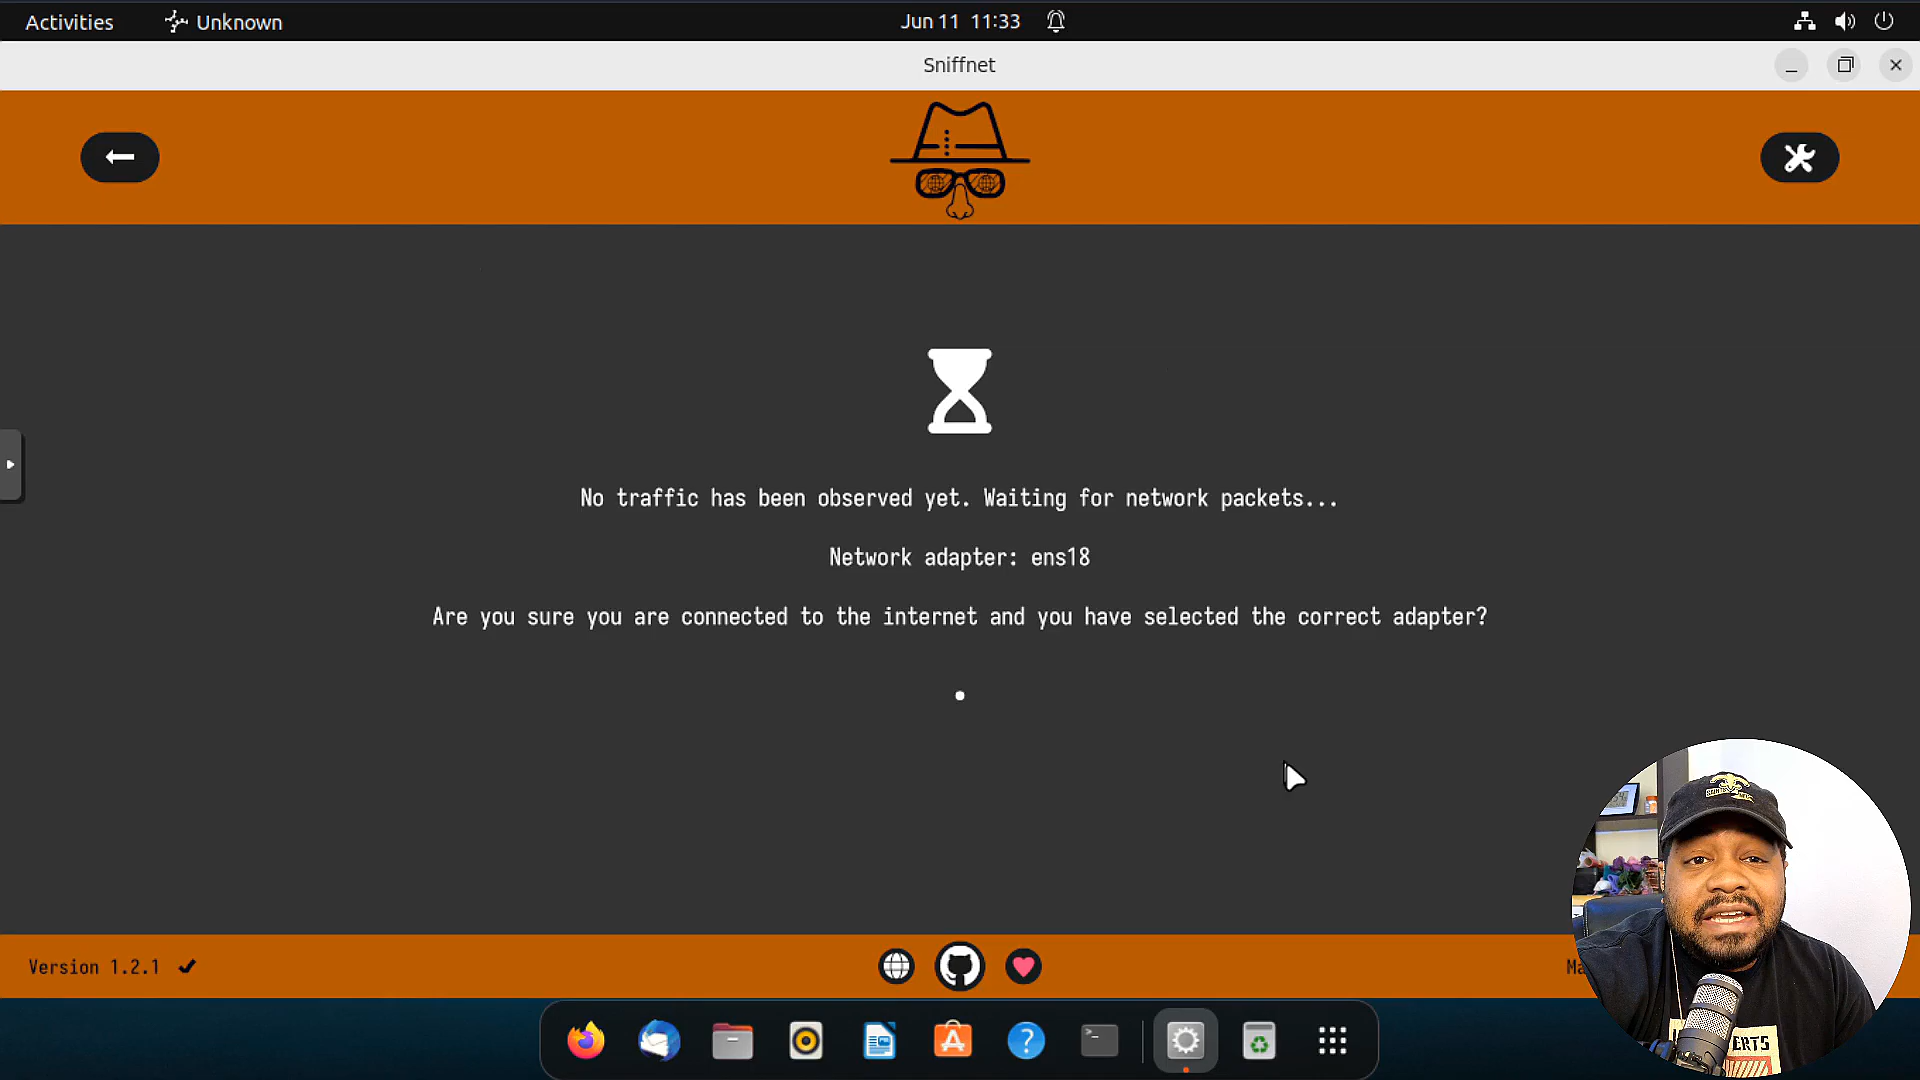 Activities Unknown Jun 11 11:33
Sniffnet
No traffic has been observed yet. Waiting for network packets...
Network adapter: ens18
Are you sure you are connected to the internet and you have selected the correct adapter?
Version 1.2.1